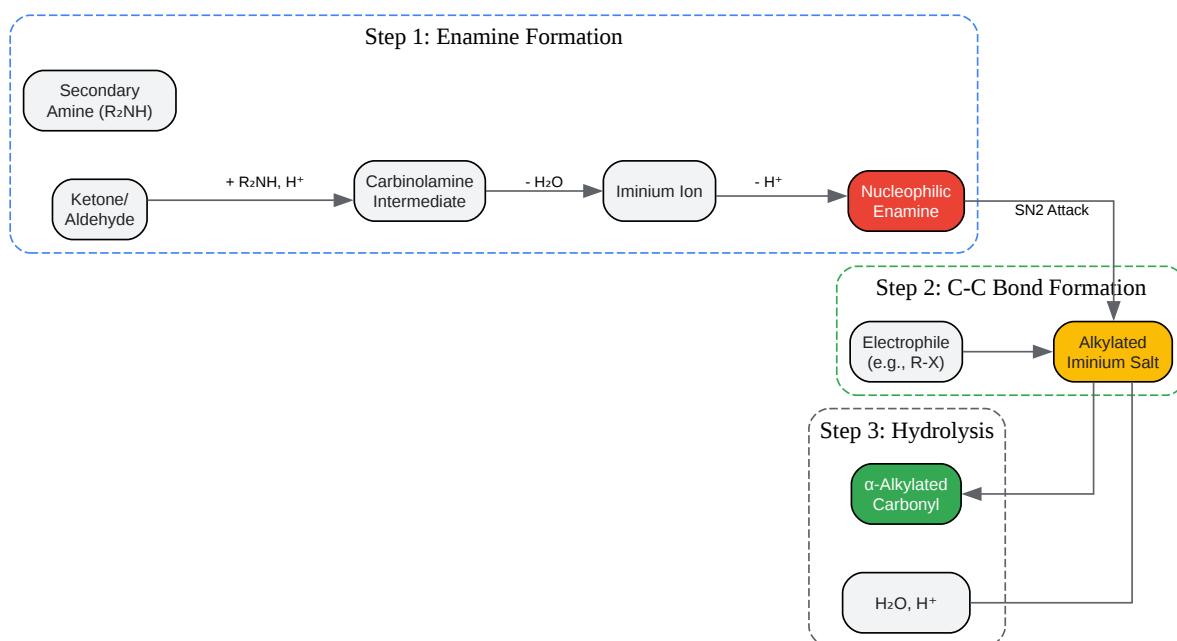 Step 1: Enamine Formation
Secondary
Amine (R₂NH)
Ketone/
Aldehyde
+ R₂NH, H⁺
Carbinolamine
Intermediate
- H₂O
Iminium Ion
- H⁺
Nucleophilic
Enamine
SN2 Attack
Step 2: C-C Bond Formation
Electrophile
(e.g., R-X)
Alkylated
Iminium Salt
Step 3: Hydrolysis
α-Alkylated
Carbonyl
H₂O, H⁺